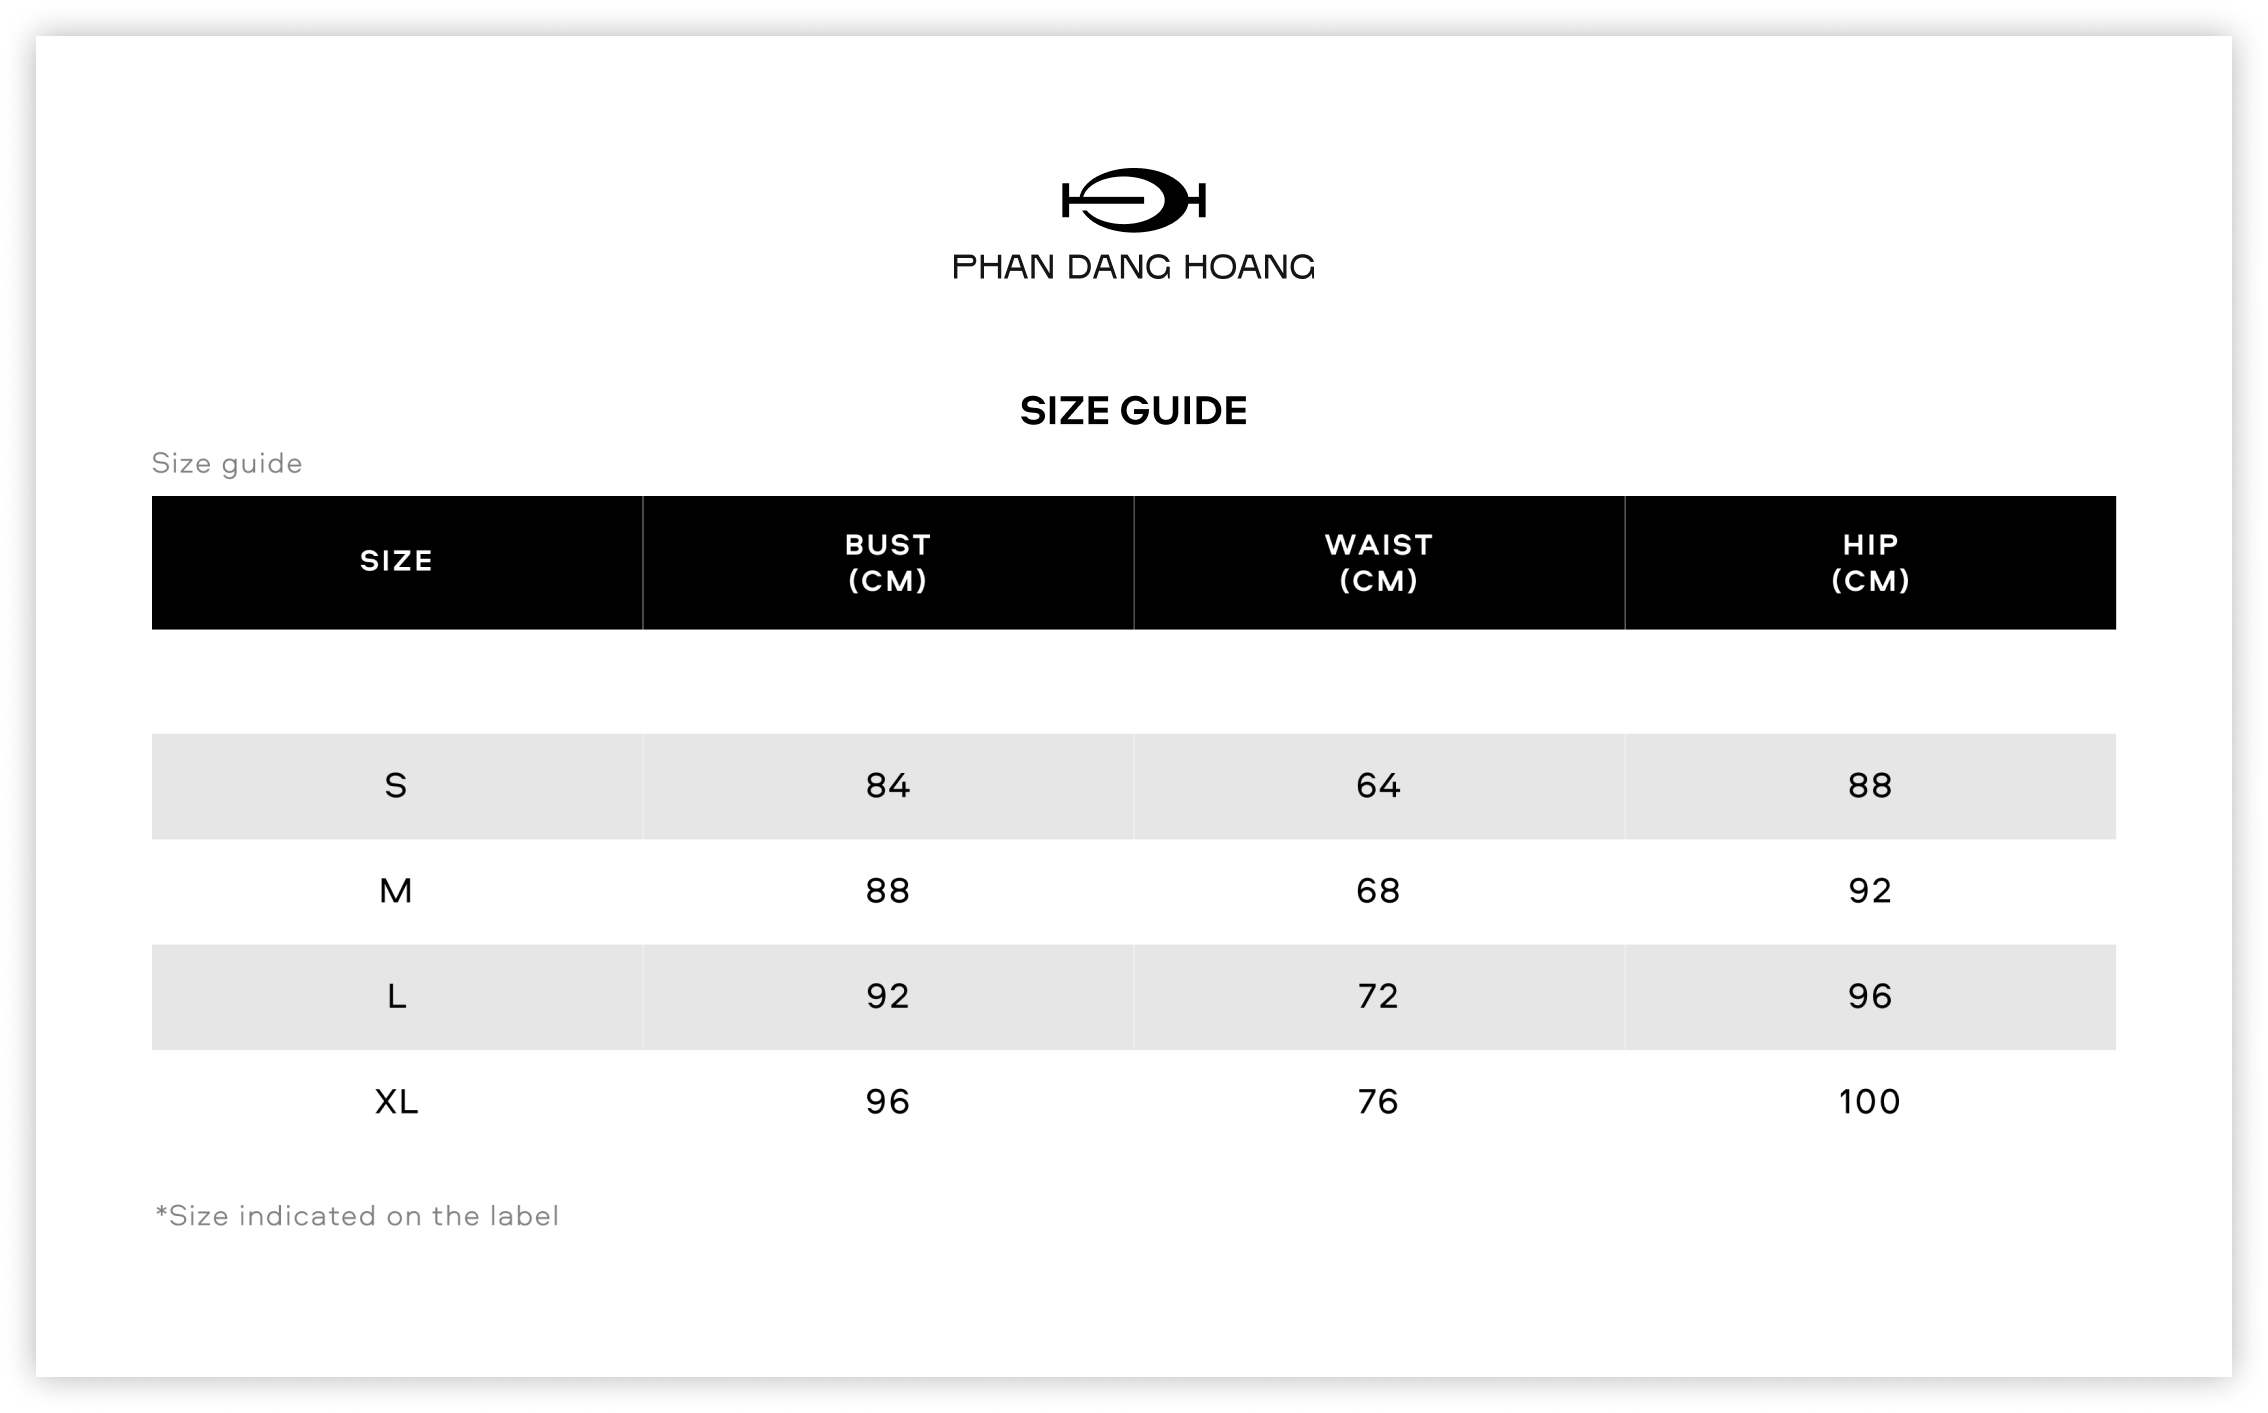 PHAN DANG HOANG
SIZE GUIDE
Size guide
SIZE BUST (CM) WAIST (CM) HIP (CM)
S 84 64 88
M 88 68 92
L 92 72 96
XL 96 76 100
*Size indicated on the label